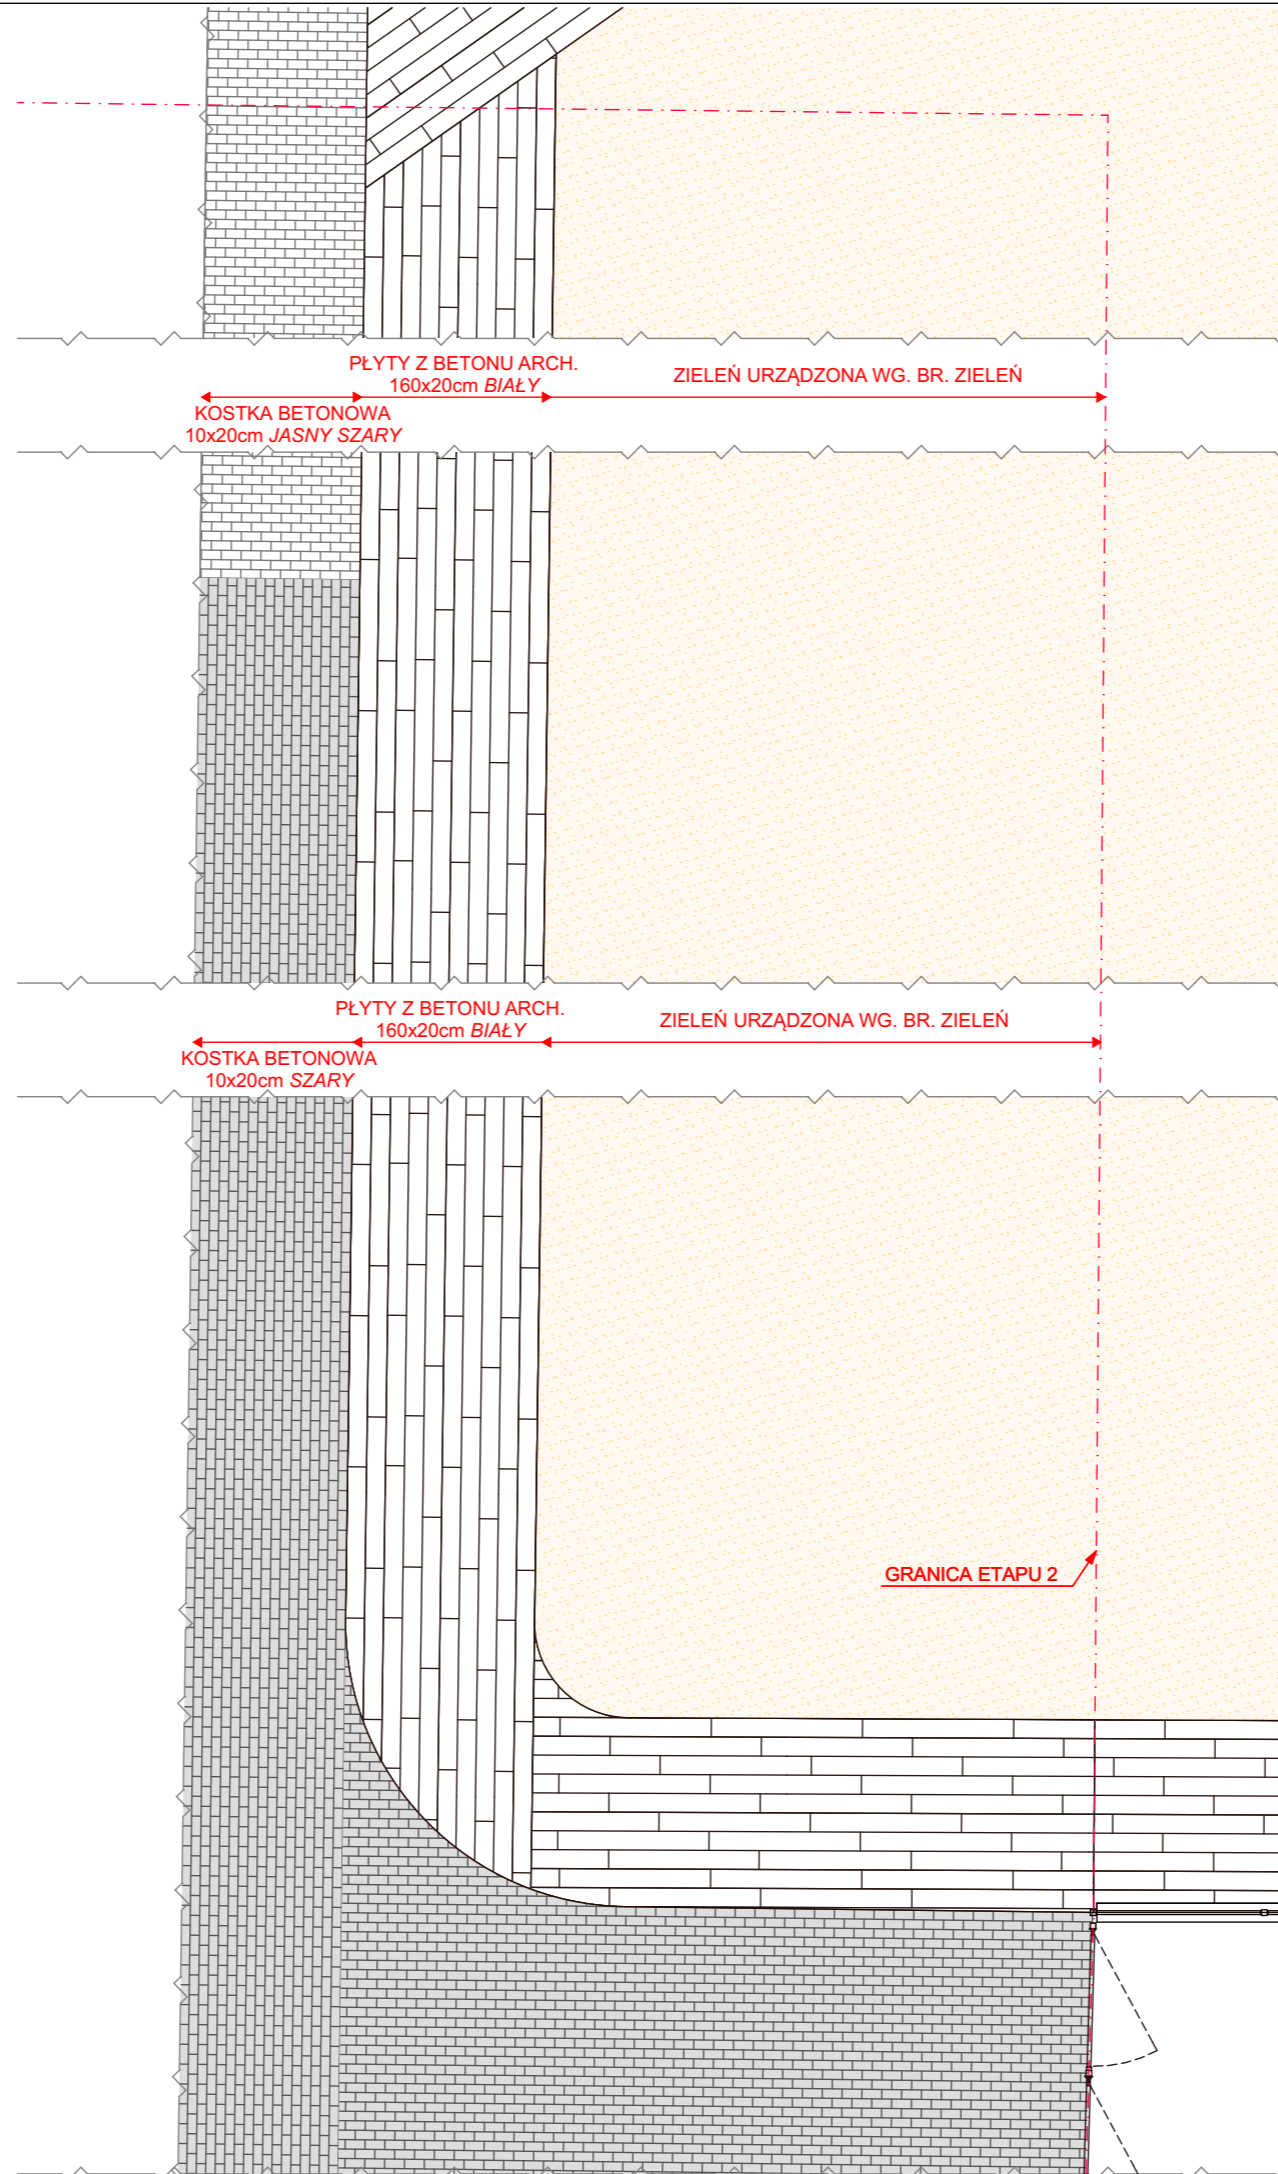 PŁYTY Z BETONU ARCH.
160x20cm BIAŁY
ZIELEŃ URZĄDZONA WG. BR. ZIELEŃ
KOSTKA BETONOWA
10x20cm JASNY SZARY
PŁYTY Z BETONU ARCH.
160x20cm BIAŁY
ZIELEŃ URZĄDZONA WG. BR. ZIELEŃ
KOSTKA BETONOWA
10x20cm SZARY
GRANICA ETAPU 2